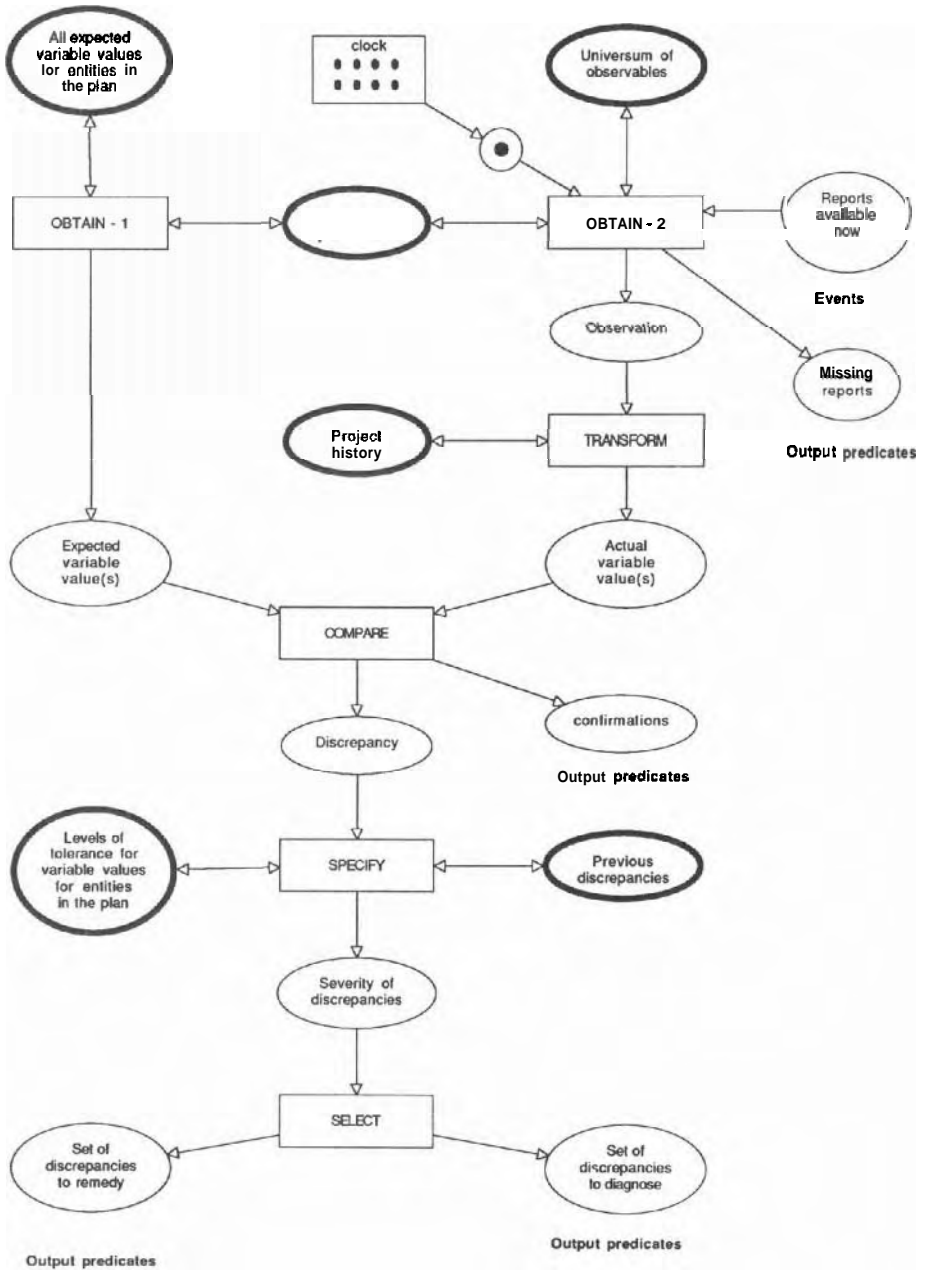 All expected
variable values
for entities in
the plan
clock
Universum of
observables
OBTAIN - 1
OBTAIN - 2
Reports
available
now
Events
Observation
Missing
reports
Output predicates
Project
history
TRANSFORM
Expected
variable
value(s)
Actual
variable
value(s)
COMPARE
Discrepancy
confirmations
Output predicates
Levels of
tolerance for
variable values
for entities
in the plan
SPECIFY
Previous
discrepancies
Severity of
discrepancies
SELECT
Set of
discrepancies
to remedy
Set of
discrepancies
to diagnose
Output predicates
Output predicates